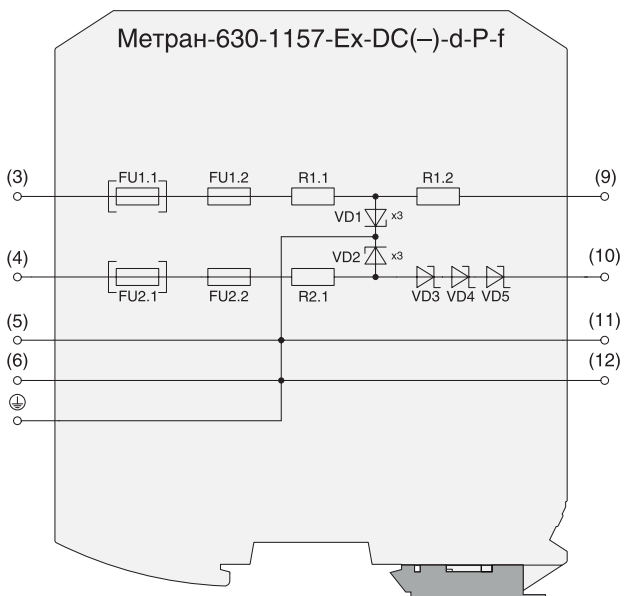 Метран-630-1157-Ex-DC(–)-d-P-f
(3) FU1.1 FU1.2 R1.1 R1.2 (9)
VD1 x3
(4) VD2 x3 (10)
FU2.1 FU2.2 R2.1 VD3 VD4 VD5
(5) (11)
(6) (12)